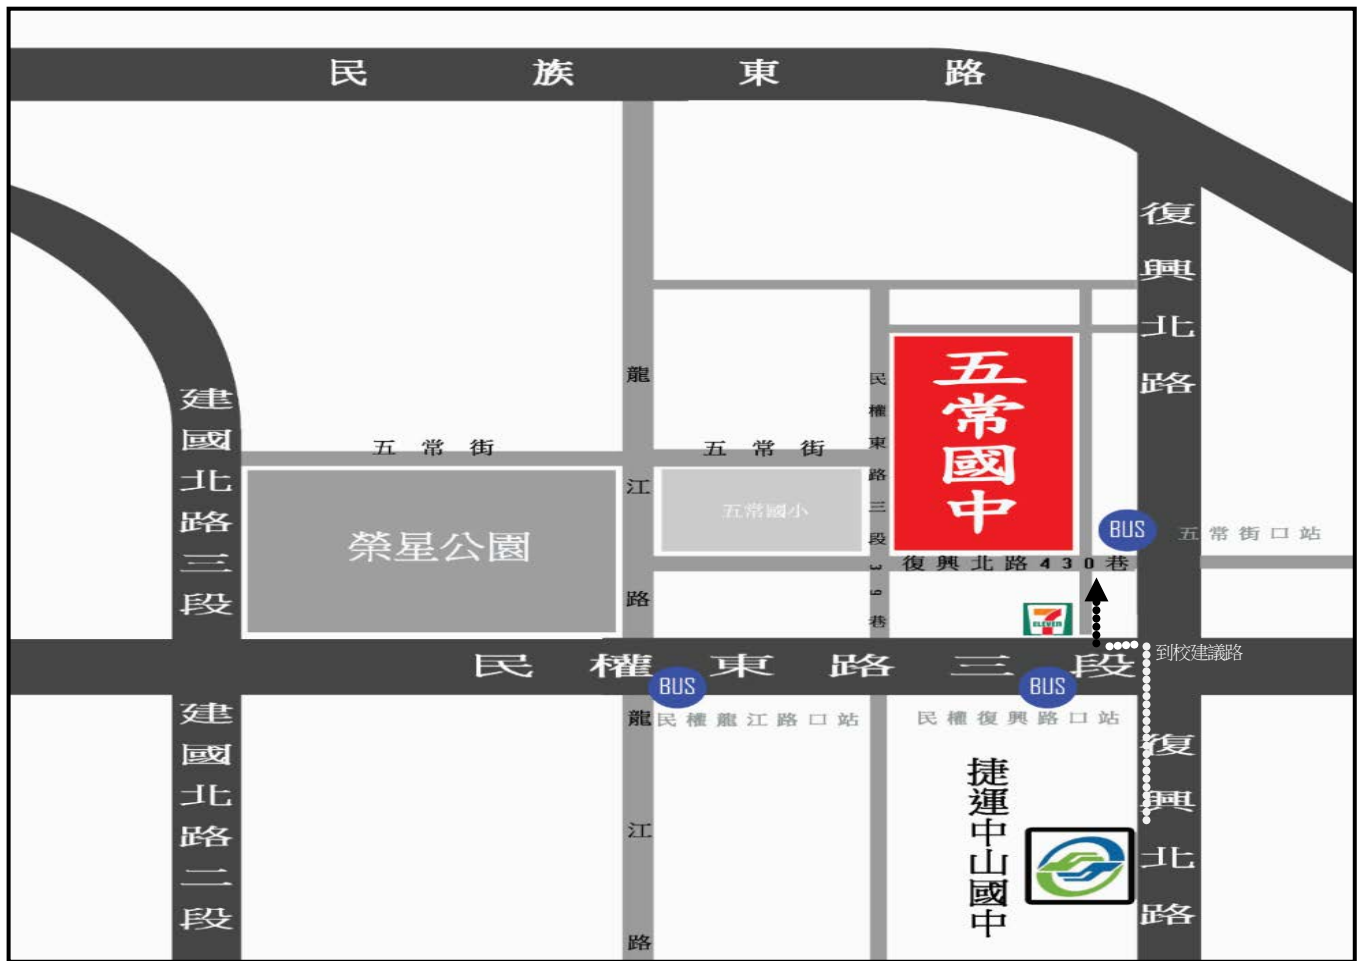 民族東路
復興北路
龍江路
民權東路三段39巷
五常國中
建國北路三段
五常街
五常街
五常國小
榮星公園
BUS
五常街口站
復興北路430巷
7
ELEVEN
到校建議路
民權東路三段
BUS
BUS
民權龍江路口站
民權復興路口站
建國北路二段
龍江路
復興北路
捷運中山國中